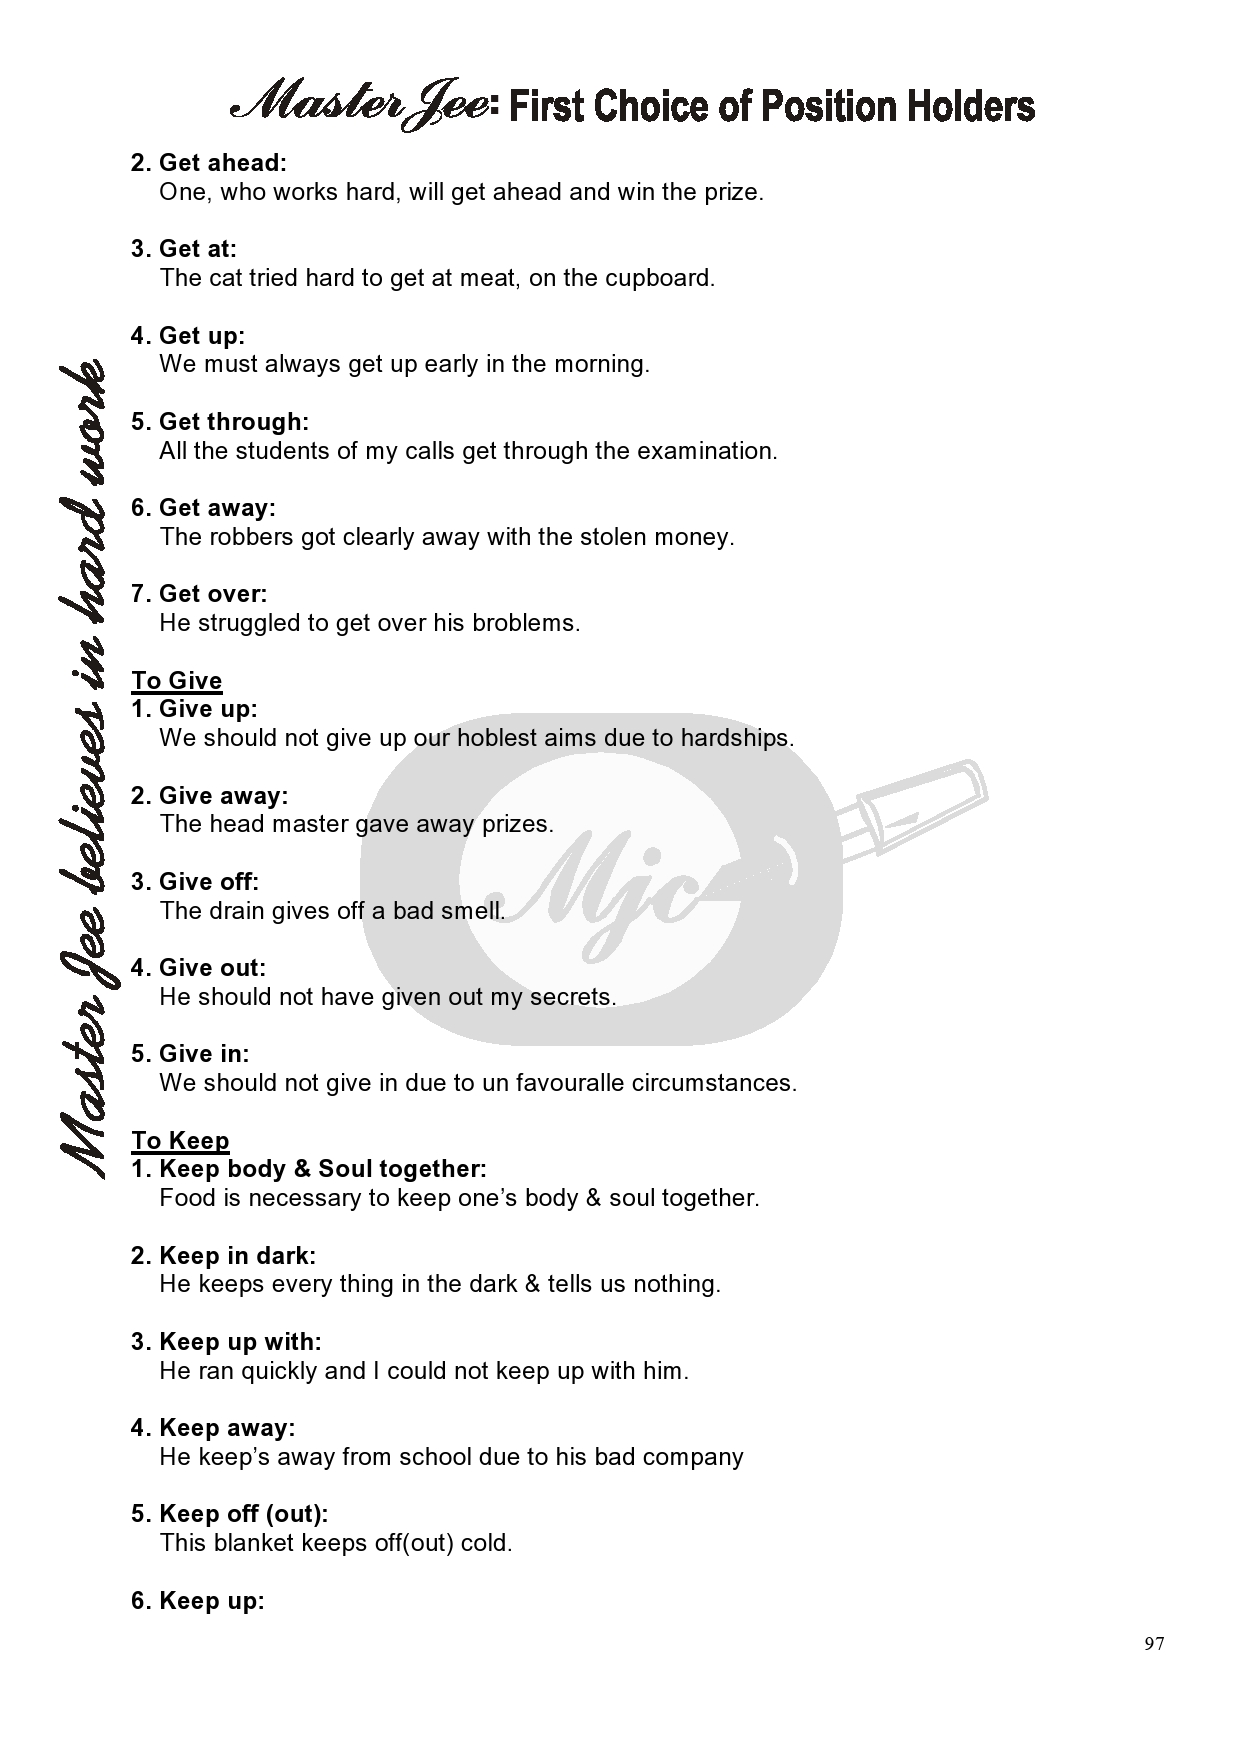 Master Jee: First Choice of Position Holders
2. Get ahead:
One, who works hard, will get ahead and win the prize.
3. Get at:
The cat tried hard to get at meat, on the cupboard.
4. Get up:
We must always get up early in the morning.
5. Get through:
All the students of my calls get through the examination.
6. Get away:
The robbers got clearly away with the stolen money.
7. Get over:
He struggled to get over his broblems.
To Give
1. Give up:
We should not give up our hoblest aims due to hardships.
2. Give away:
The head master gave away prizes.
3. Give off:
The drain gives off a bad smell.
4. Give out:
He should not have given out my secrets.
5. Give in:
We should not give in due to un favouralle circumstances.
To Keep
1. Keep body & Soul together:
Food is necessary to keep one’s body & soul together.
2. Keep in dark:
He keeps every thing in the dark & tells us nothing.
3. Keep up with:
He ran quickly and I could not keep up with him.
4. Keep away:
He keep’s away from school due to his bad company
5. Keep off (out):
This blanket keeps off(out) cold.
6. Keep up:
97
Master Jee believes in hard work
Mjc